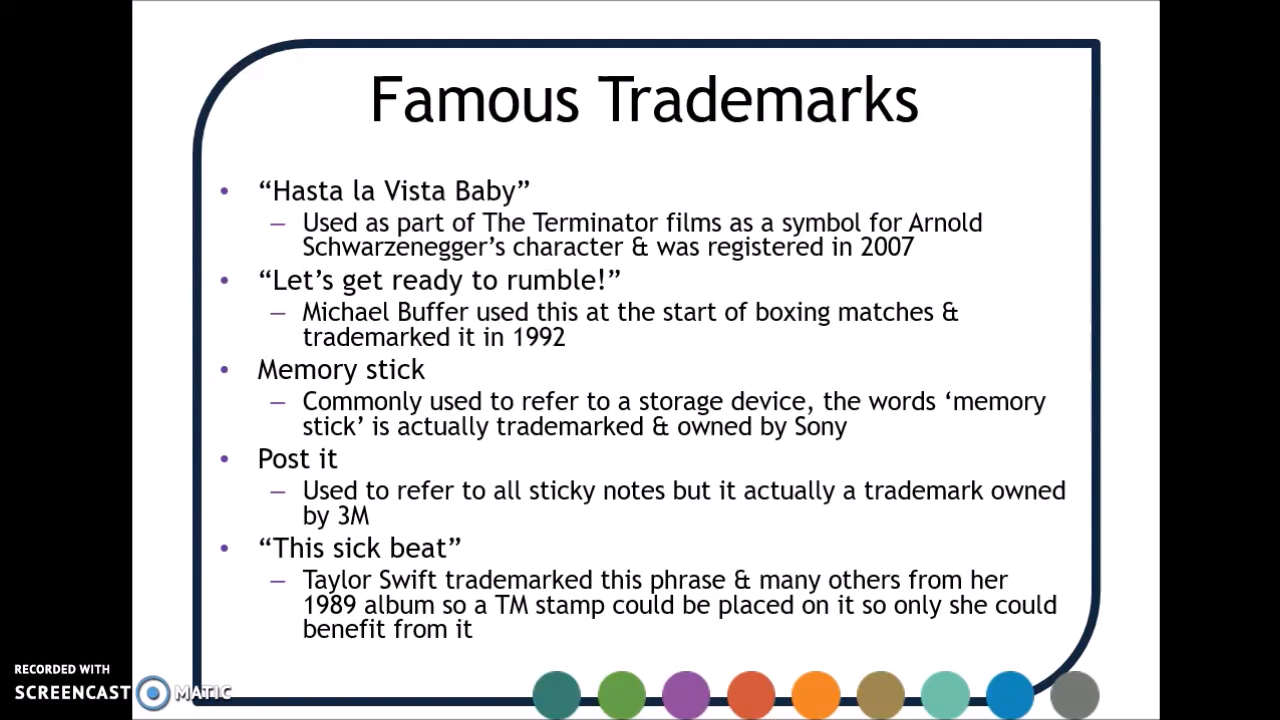 Famous Trademarks
• “Hasta la Vista Baby”
– Used as part of The Terminator films as a symbol for Arnold
Schwarzenegger’s character & was registered in 2007
• “Let’s get ready to rumble!”
– Michael Buffer used this at the start of boxing matches &
trademarked it in 1992
• Memory stick
– Commonly used to refer to a storage device, the words ‘memory
stick’ is actually trademarked & owned by Sony
• Post it
– Used to refer to all sticky notes but it actually a trademark owned
by 3M
• “This sick beat”
– Taylor Swift trademarked this phrase & many others from her
1989 album so a TM stamp could be placed on it so only she could
benefit from it
RECORDED WITH
SCREENCAST MATIC